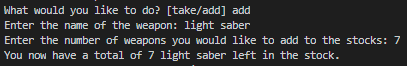 What would you like to do? [take/add] add
Enter the name of the weapon: light saber
Enter the number of weapons you would like to add to the stocks: 7
You now have a total of 7 light saber left in the stock.